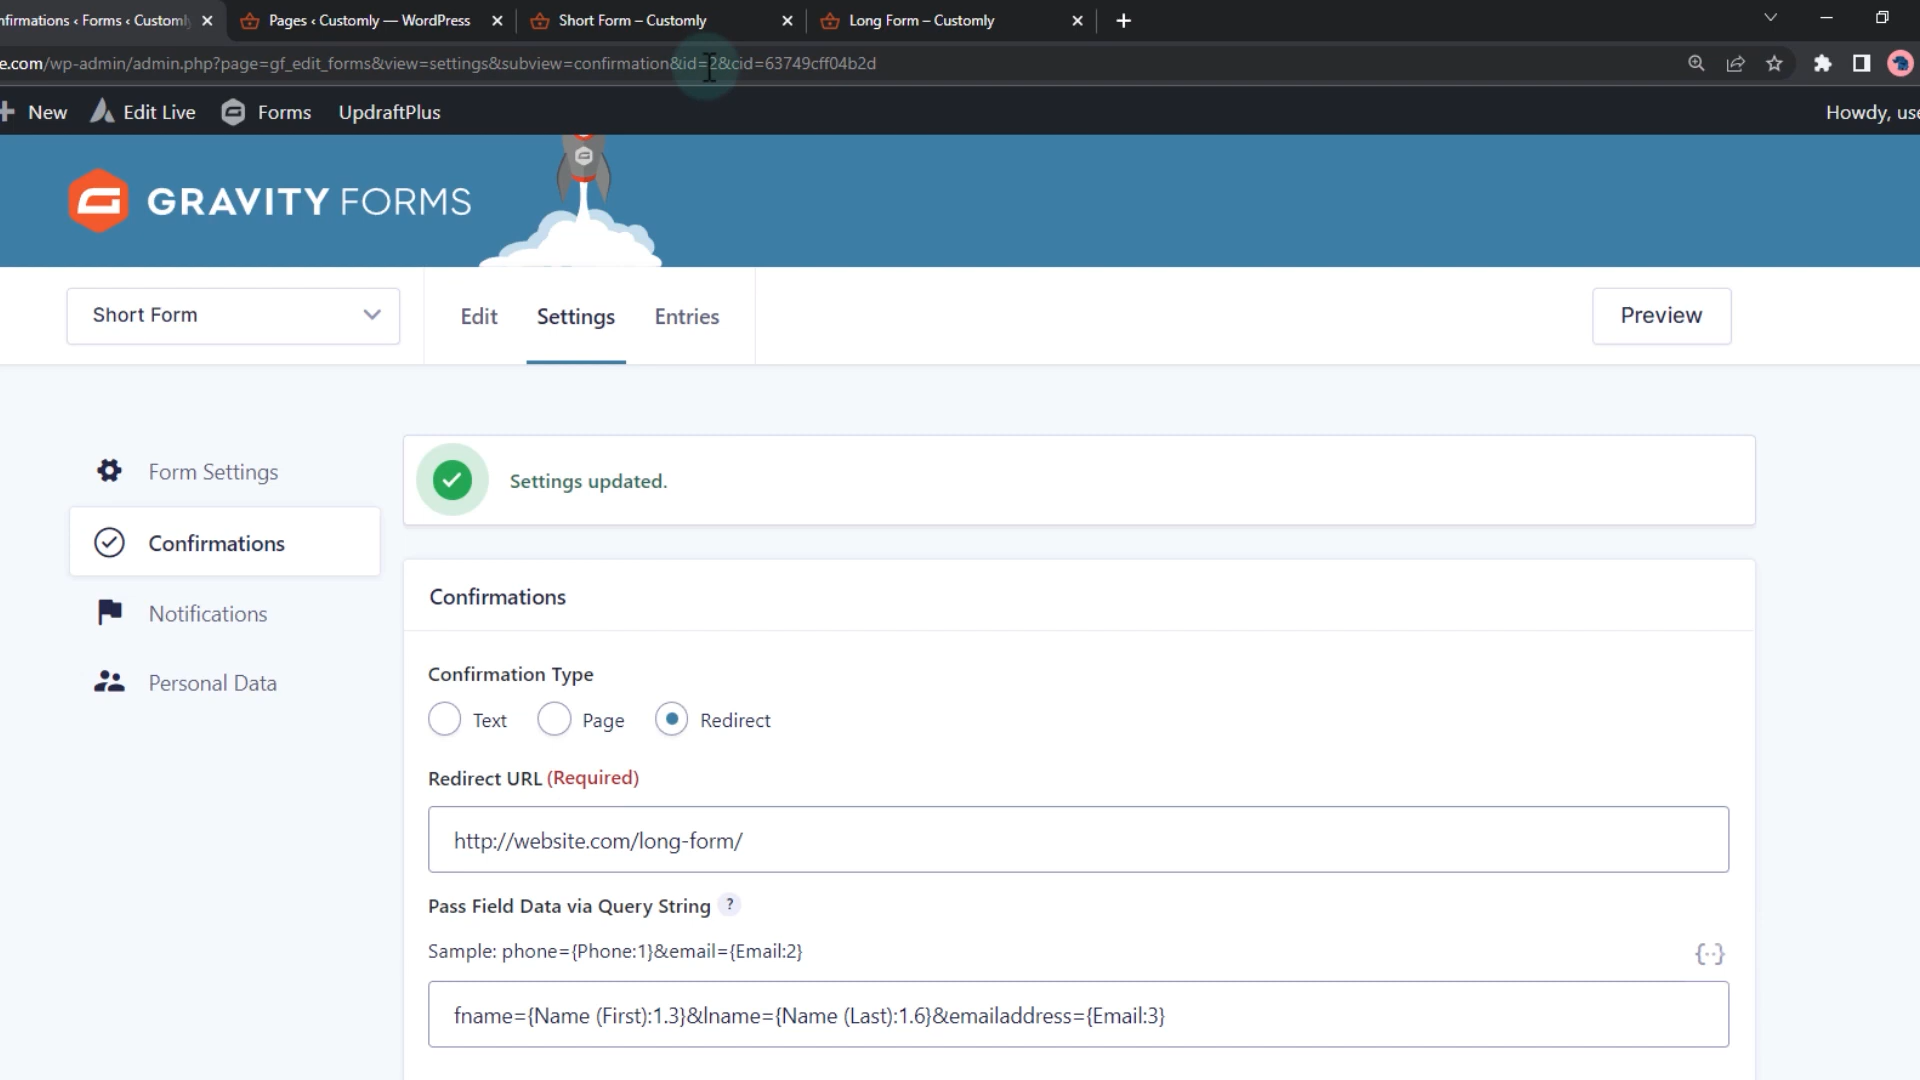 nfirmations ‹ Forms ‹ Customl
Pages ‹ Customly — WordPress
Short Form – Customly
Long Form – Customly
e.com/wp-admin/admin.php?page=gf_edit_forms&view=settings&subview=confirmation&id=2&cid=63749cff04b2d
New
Edit Live
Forms
UpdraftPlus
Howdy, use
GRAVITY FORMS
Short Form
Edit
Settings
Entries
Preview
Form Settings
Confirmations
Notifications
Personal Data
Settings updated.
Confirmations
Confirmation Type
Text
Page
Redirect
Redirect URL (Required)
http://website.com/long-form/
Pass Field Data via Query String ?
Sample: phone={Phone:1}&email={Email:2}
fname={Name (First):1.3}&lname={Name (Last):1.6}&emailaddress={Email:3}